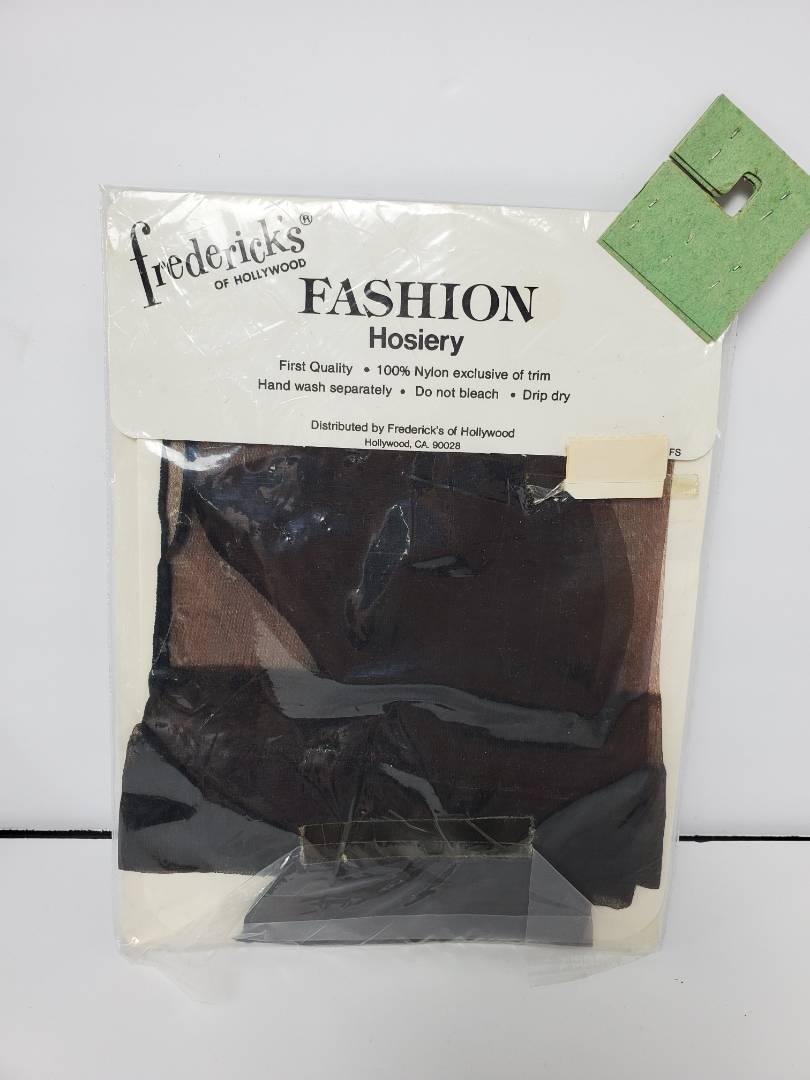 frederick's®
OF HOLLYWOOD
FASHION
Hosiery
First Quality • 100% Nylon exclusive of trim
Hand wash separately • Do not bleach • Drip dry
Distributed by Frederick's of Hollywood
Hollywood, CA. 90028
FS